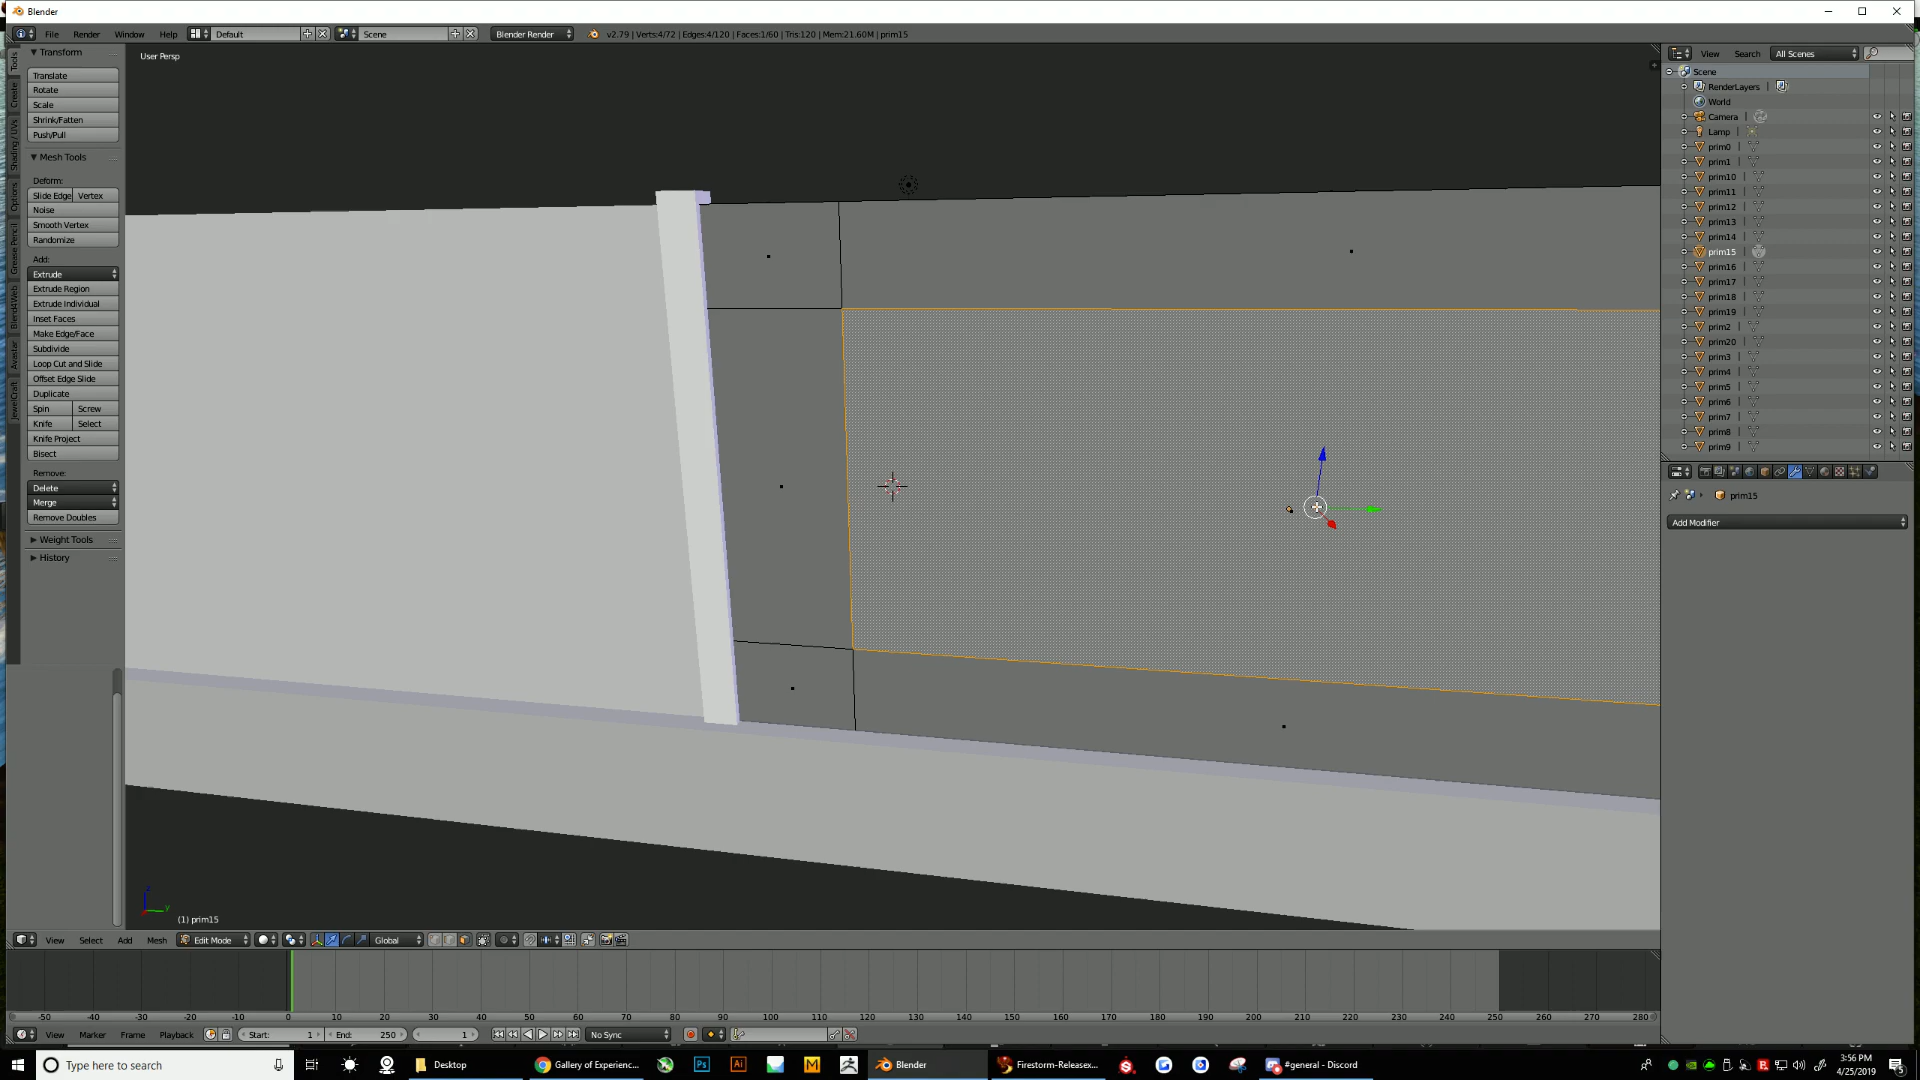 Blender
File Render Window Help Default Scene Blender Render v2.79 | Verts:4/72 | Edges:4/120 | Faces:1/60 | Tris:120 | Mem:21.60M | prim15
Tools
Create
Shading / UVs
Options
Grease Pencil
Blend4Web
Avastar
JewelCraft
Transform
Translate
Rotate
Scale
Shrink/Fatten
Push/Pull
Mesh Tools
Deform:
Slide Edge Vertex
Noise
Smooth Vertex
Randomize
Add:
Extrude
Extrude Region
Extrude Individual
Inset Faces
Make Edge/Face
Subdivide
Loop Cut and Slide
Offset Edge Slide
Duplicate
Spin Screw
Knife Select
Knife Project
Bisect
Remove:
Delete
Merge
Remove Doubles
Weight Tools
History
User Persp
(1) prim15
View Search All Scenes
Scene
RenderLayers |
World
Camera |
Lamp |
prim0 |
prim1 |
prim10 |
prim11 |
prim12 |
prim13 |
prim14 |
prim15 |
prim16 |
prim17 |
prim18 |
prim19 |
prim2 |
prim20 |
prim3 |
prim4 |
prim5 |
prim6 |
prim7 |
prim8 |
prim9 |
prim15
Add Modifier
View Select Add Mesh Edit Mode Global
-50 -40 -30 -20 -10 0 10 20 30 40 50 60 70 80 90 100 110 120 130 140 150 160 170 180 190 200 210 220 230 240 250 260 270 280
View Marker Frame Playback Start: 1 End: 250 1 No Sync
Type here to search Desktop Gallery of Experienc... Ps Ai M Blender Firestorm-Releasex... #general - Discord
3:56 PM
4/25/2019
5